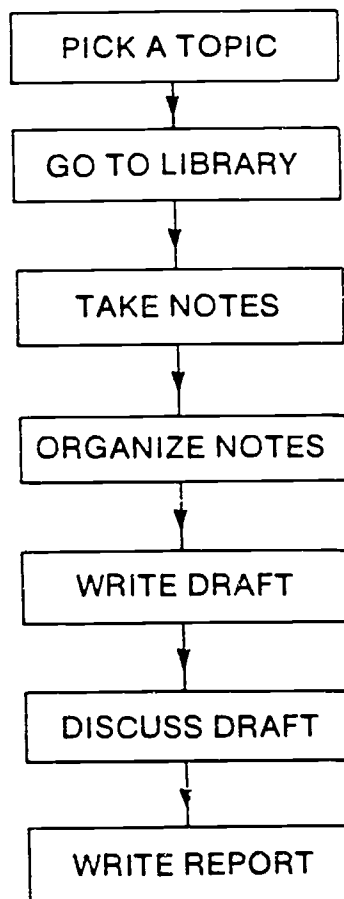 PICK A TOPIC
GO TO LIBRARY
TAKE NOTES
ORGANIZE NOTES
WRITE DRAFT
DISCUSS DRAFT
WRITE REPORT